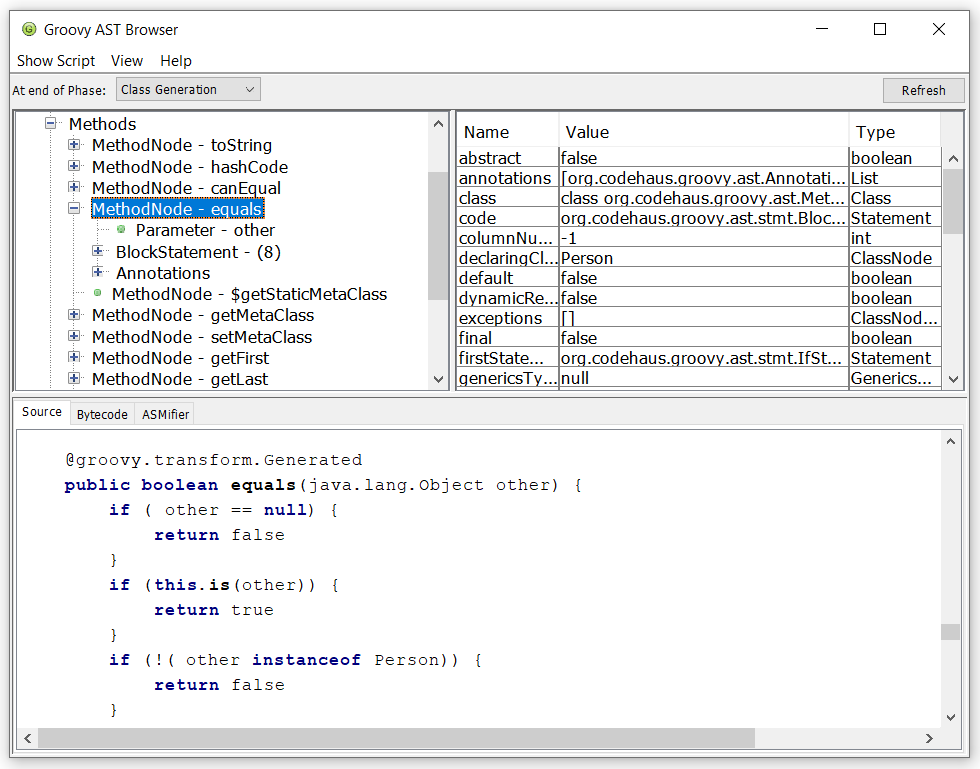 Groovy AST Browser
Show Script View Help
At end of Phase: Class Generation Refresh
Methods
MethodNode - toString
MethodNode - hashCode
MethodNode - canEqual
MethodNode - equals
Parameter - other
BlockStatement - (8)
Annotations
MethodNode - $getStaticMetaClass
MethodNode - getMetaClass
MethodNode - setMetaClass
MethodNode - getFirst
MethodNode - getLast
Name Value Type
abstract false boolean
annotations [org.codehaus.groovy.ast.Annotati... List
class class org.codehaus.groovy.ast.Met... Class
code org.codehaus.groovy.ast.stmt.Bloc... Statement
columnNu... -1 int
declaringCl... Person ClassNode
default false boolean
dynamicRe... false boolean
exceptions [] ClassNod...
final false boolean
firstState... org.codehaus.groovy.ast.stmt.IfSt... Statement
genericsTy... null Generics...
Source Bytecode ASMifier
@groovy.transform.Generated
public boolean equals(java.lang.Object other) {
if ( other == null) {
return false
}
if (this.is(other)) {
return true
}
if (!( other instanceof Person)) {
return false
}